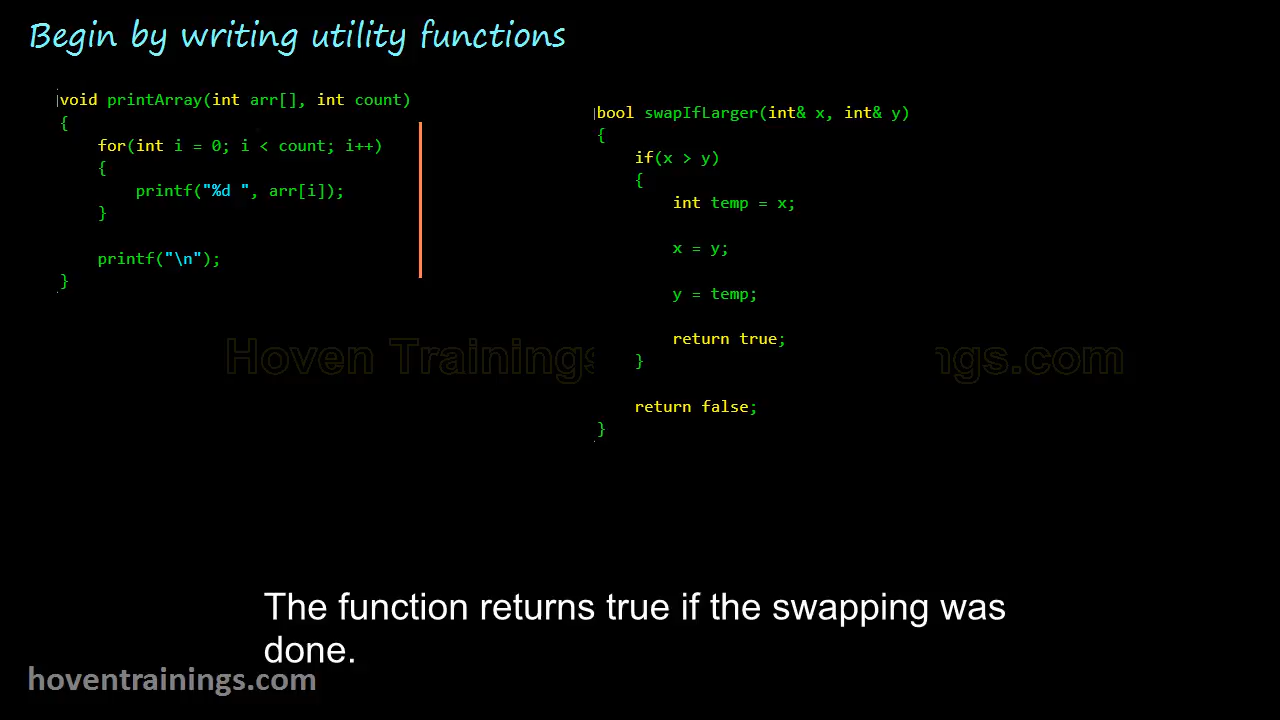 Begin by writing utility functions
void printArray(int arr[], int count)
{
for(int i = 0; i < count; i++)
{
printf("%d ", arr[i]);
}
printf("\n");
}
bool swapIfLarger(int& x, int& y)
{
if(x > y)
{
int temp = x;
x = y;
y = temp;
return true;
}
return false;
}
Hoven Trainings ngs.com
The function returns true if the swapping was
done.
hoventrainings.com